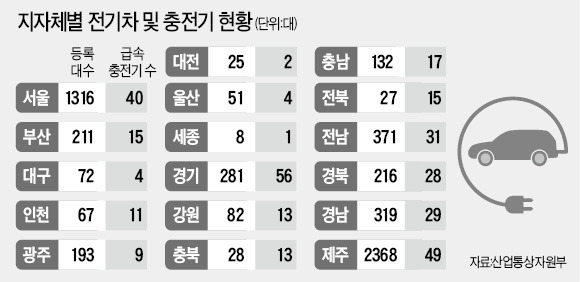 지자체별 전기차 및 충전기 현황(단위:대)
등록 대수 급속 충전기 수
서울 1316 40
부산 211 15
대구 72 4
인천 67 11
광주 193 9
대전 25 2
울산 51 4
세종 8 1
경기 281 56
강원 82 13
충북 28 13
충남 132 17
전북 27 15
전남 371 31
경북 216 28
경남 319 29
제주 2368 49
자료:산업통상자원부